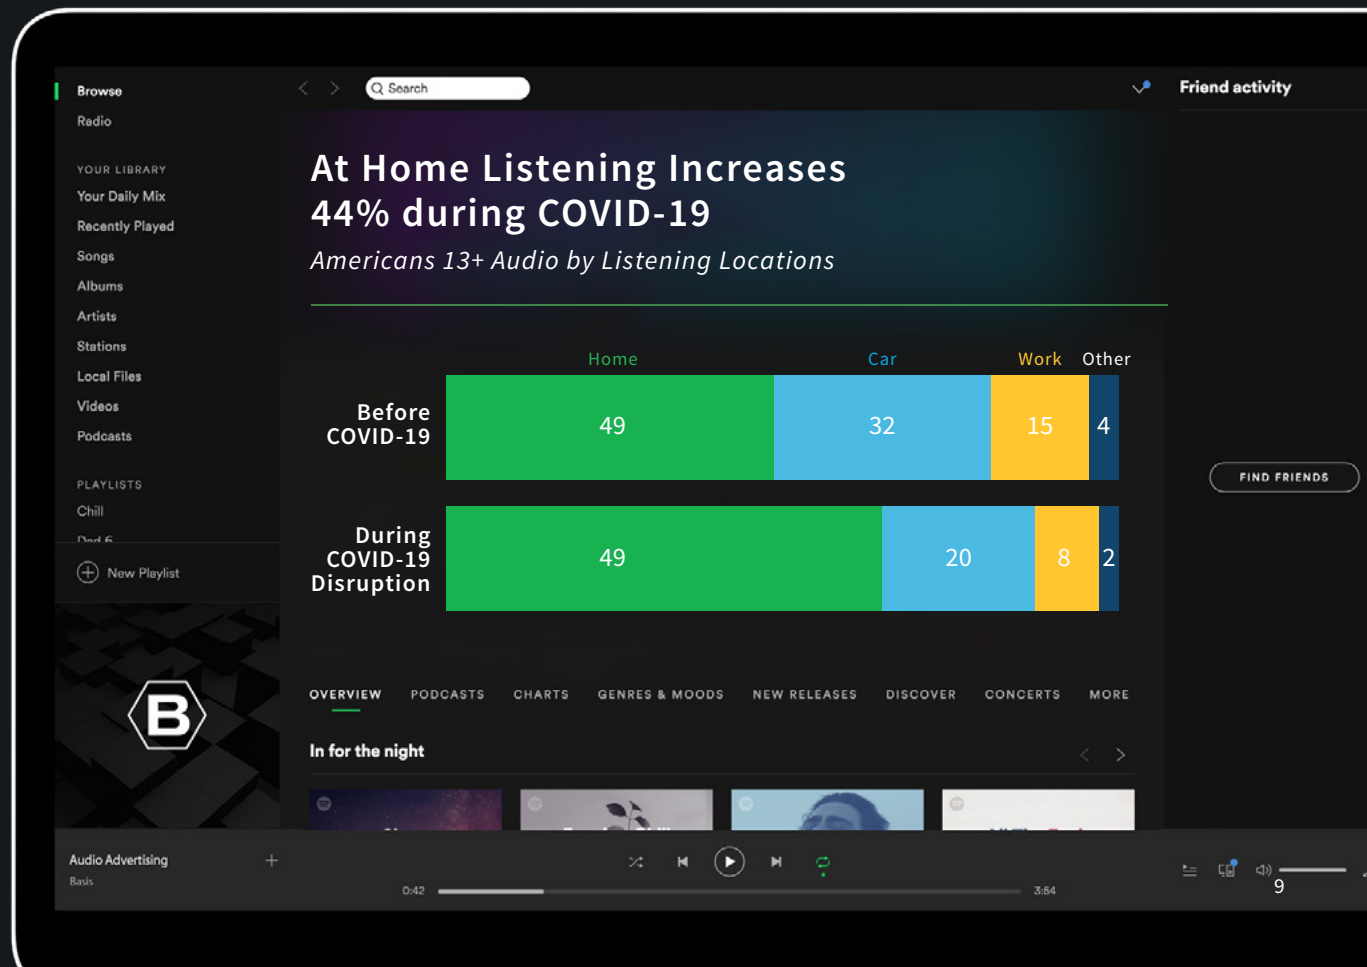 Browse
Radio
YOUR LIBRARY
Your Daily Mix
Recently Played
Songs
Albums
Artists
Stations
Local Files
Videos
Podcasts
PLAYLISTS
Chill
New Playlist
B
Search
Friend activity
At Home Listening Increases
44% during COVID-19
Americans 13+ Audio by Listening Locations
Home Car Work Other
Before
COVID-19
49 32 15 4
During
COVID-19
Disruption
49 20 8 2
FIND FRIENDS
OVERVIEW PODCASTS CHARTS GENRES & MOODS NEW RELEASES DISCOVER CONCERTS MORE
In for the night
Audio Advertising
Basis
0:42 3:54
9